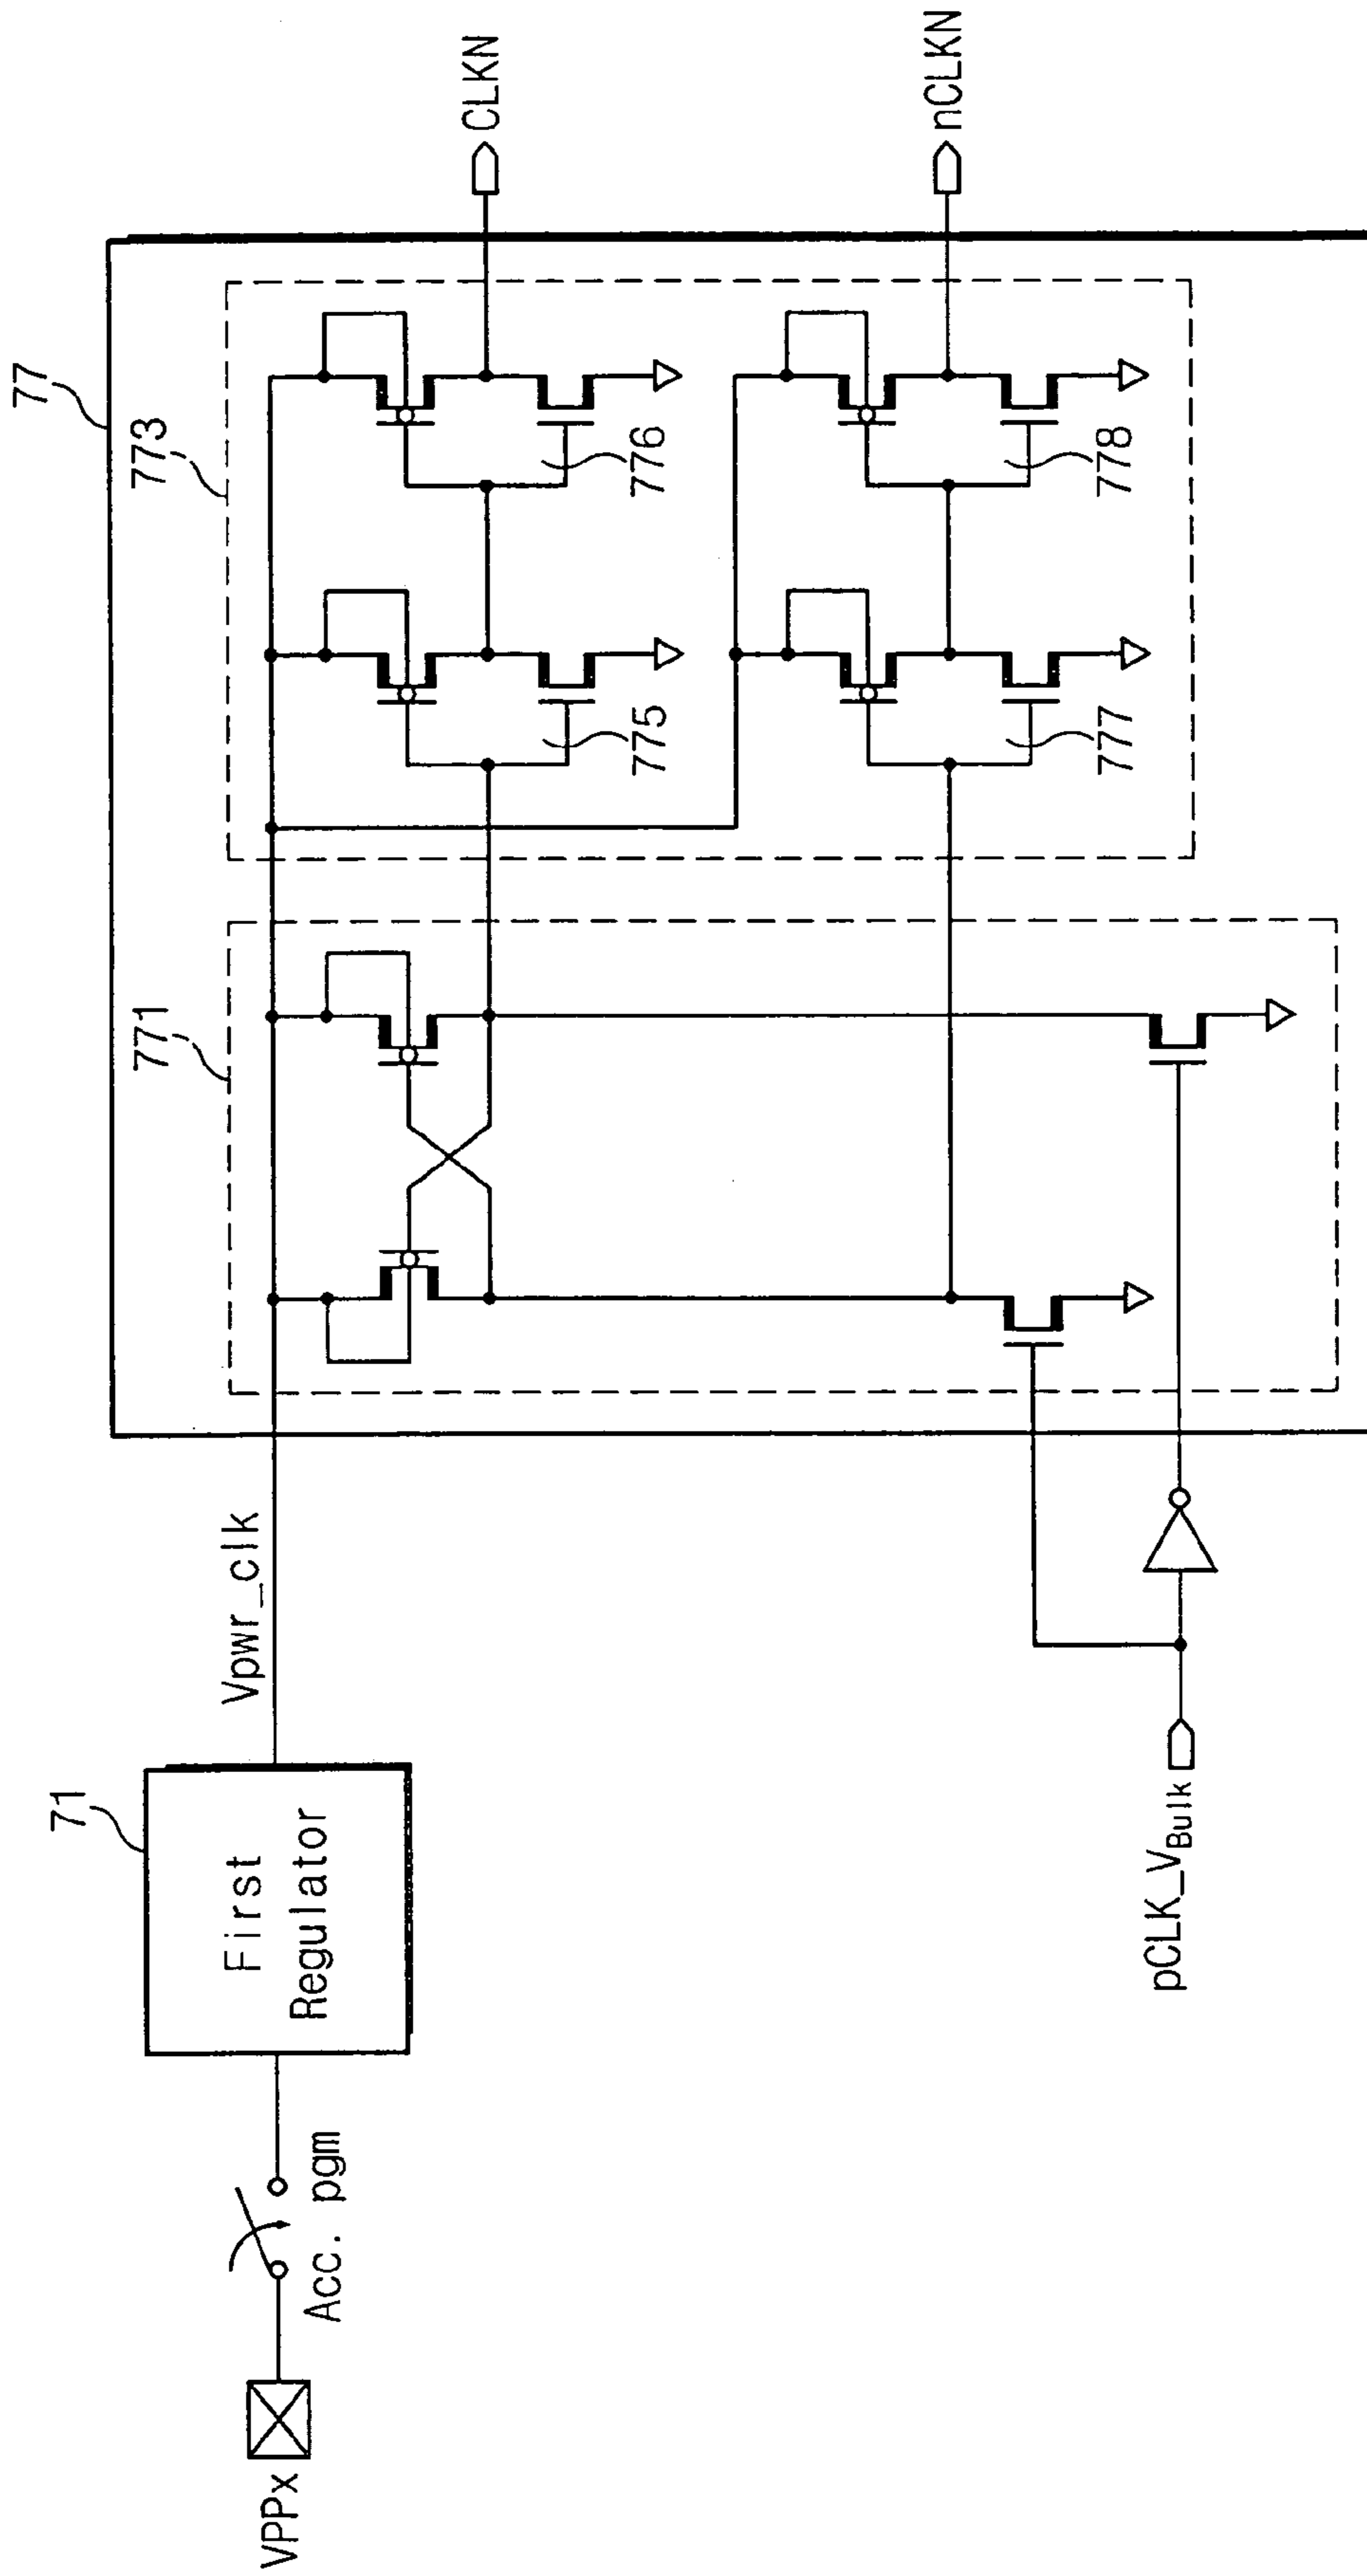 77
773
771
CLKN
nCLKN
776
778
775
777
71
First
Regulator
Vpwr_clk
VPPx
Acc. pgm
pCLK_VBulk